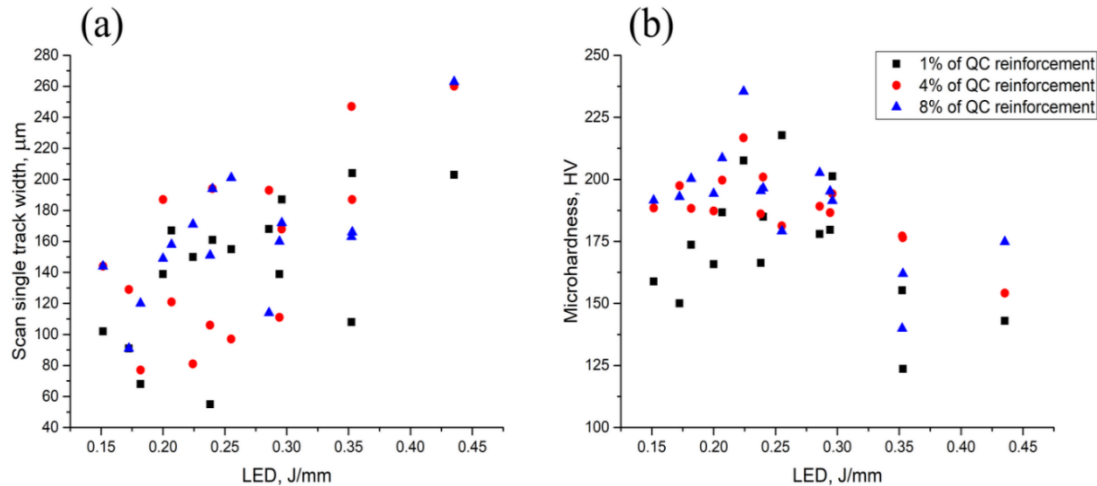 (a)
280
260
240
220
200
180
160
140
120
100
80
60
40
Scan single track width, μm
0.15 0.20 0.25 0.30 0.35 0.40 0.45
LED, J/mm
(b)
250
225
200
175
150
125
100
Microhardness, HV
0.15 0.20 0.25 0.30 0.35 0.40 0.45
LED, J/mm
1% of QC reinforcement
4% of QC reinforcement
8% of QC reinforcement